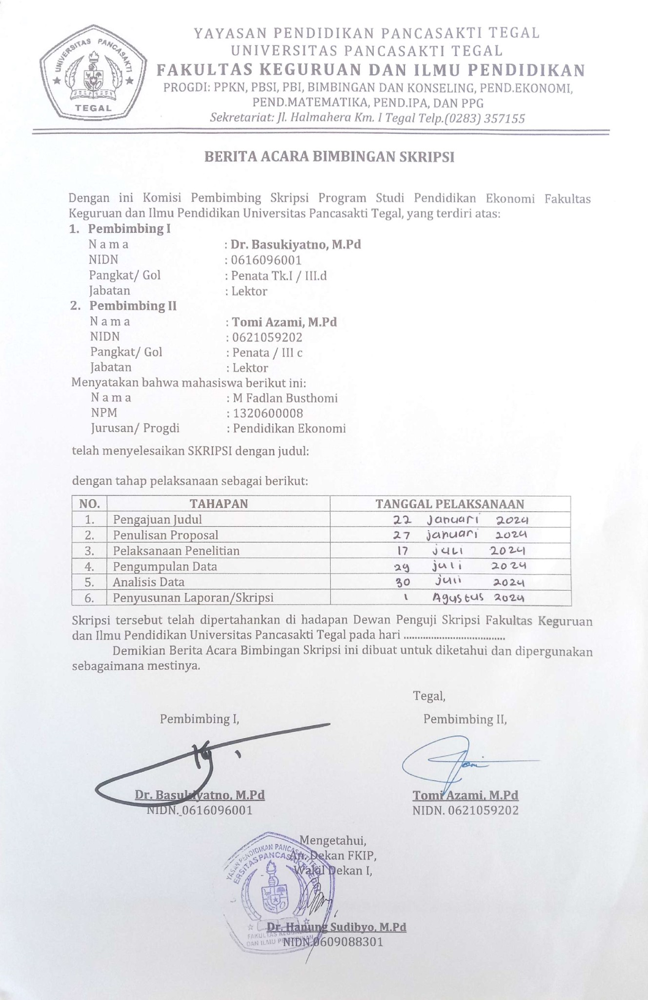 UNIVERSITAS PANCASAKTI
TEGAL
YAYASAN PENDIDIKAN PANCASAKTI TEGAL
UNIVERSITAS PANCASAKTI TEGAL
FAKULTAS KEGURUAN DAN ILMU PENDIDIKAN
PROGDI: PPKN, PBSI, PBI, BIMBINGAN DAN KONSELING, PEND.EKONOMI,
PEND.MATEMATIKA, PEND.IPA, DAN PPG
Sekretariat: Jl. Halmahera Km. I Tegal Telp.(0283) 357155
BERITA ACARA BIMBINGAN SKRIPSI
Dengan ini Komisi Pembimbing Skripsi Program Studi Pendidikan Ekonomi Fakultas
Keguruan dan Ilmu Pendidikan Universitas Pancasakti Tegal, yang terdiri atas:
1. Pembimbing I
N a m a : Dr. Basukiyatno, M.Pd
NIDN : 0616096001
Pangkat/ Gol : Penata Tk.I / III.d
Jabatan : Lektor
2. Pembimbing II
N a m a : Tomi Azami, M.Pd
NIDN : 0621059202
Pangkat/ Gol : Penata / III c
Jabatan : Lektor
Menyatakan bahwa mahasiswa berikut ini:
N a m a : M Fadlan Busthomi
NPM : 1320600008
Jurusan/ Progdi : Pendidikan Ekonomi
telah menyelesaikan SKRIPSI dengan judul:
dengan tahap pelaksanaan sebagai berikut:
NO. TAHAPAN TANGGAL PELAKSANAAN
1. Pengajuan Judul 22 Januari 2024
2. Penulisan Proposal 27 januari 2024
3. Pelaksanaan Penelitian 17 juli 2024
4. Pengumpulan Data 29 juli 2024
5. Analisis Data 30 juli 2024
6. Penyusunan Laporan/Skripsi 1 Agustus 2024
Skripsi tersebut telah dipertahankan di hadapan Dewan Penguji Skripsi Fakultas Keguruan
dan Ilmu Pendidikan Universitas Pancasakti Tegal pada hari .....................................
Demikian Berita Acara Bimbingan Skripsi ini dibuat untuk diketahui dan dipergunakan
sebagaimana mestinya.
Tegal,
Pembimbing I, Pembimbing II,
Dr. Basukiyatno, M.Pd Tomi Azami, M.Pd
NIDN. 0616096001 NIDN. 0621059202
Mengetahui,
An. Dekan FKIP,
Wakil Dekan I,
YASAN PENDIDIKAN PANCASAKTI TEGAL
ERSITAS PANCASAKTI TEGAL
Dr. Hanung Sudibyo, M.Pd
NIDN.0609088301
FAKULTAS KEGURUAN
DAN ILMU PENDIDIKAN